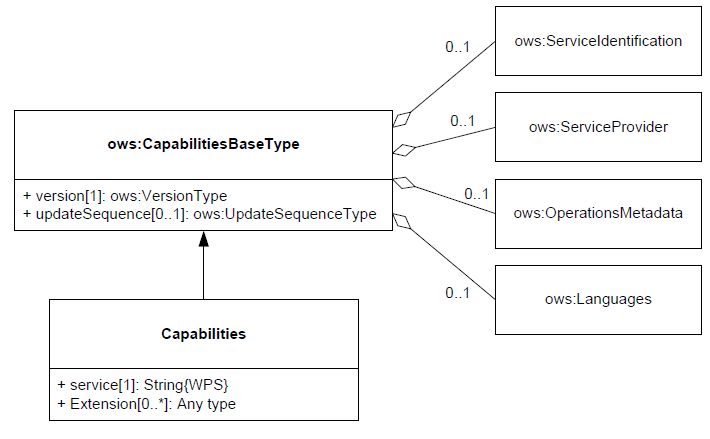 0..1
ows:ServiceIdentification
0..1
ows:ServiceProvider
ows:CapabilitiesBaseType
+ version[1]: ows:VersionType
+ updateSequence[0..1]: ows:UpdateSequenceType
0..1
ows:OperationsMetadata
0..1
ows:Languages
Capabilities
+ service[1]: String{WPS}
+ Extension[0..*]: Any type